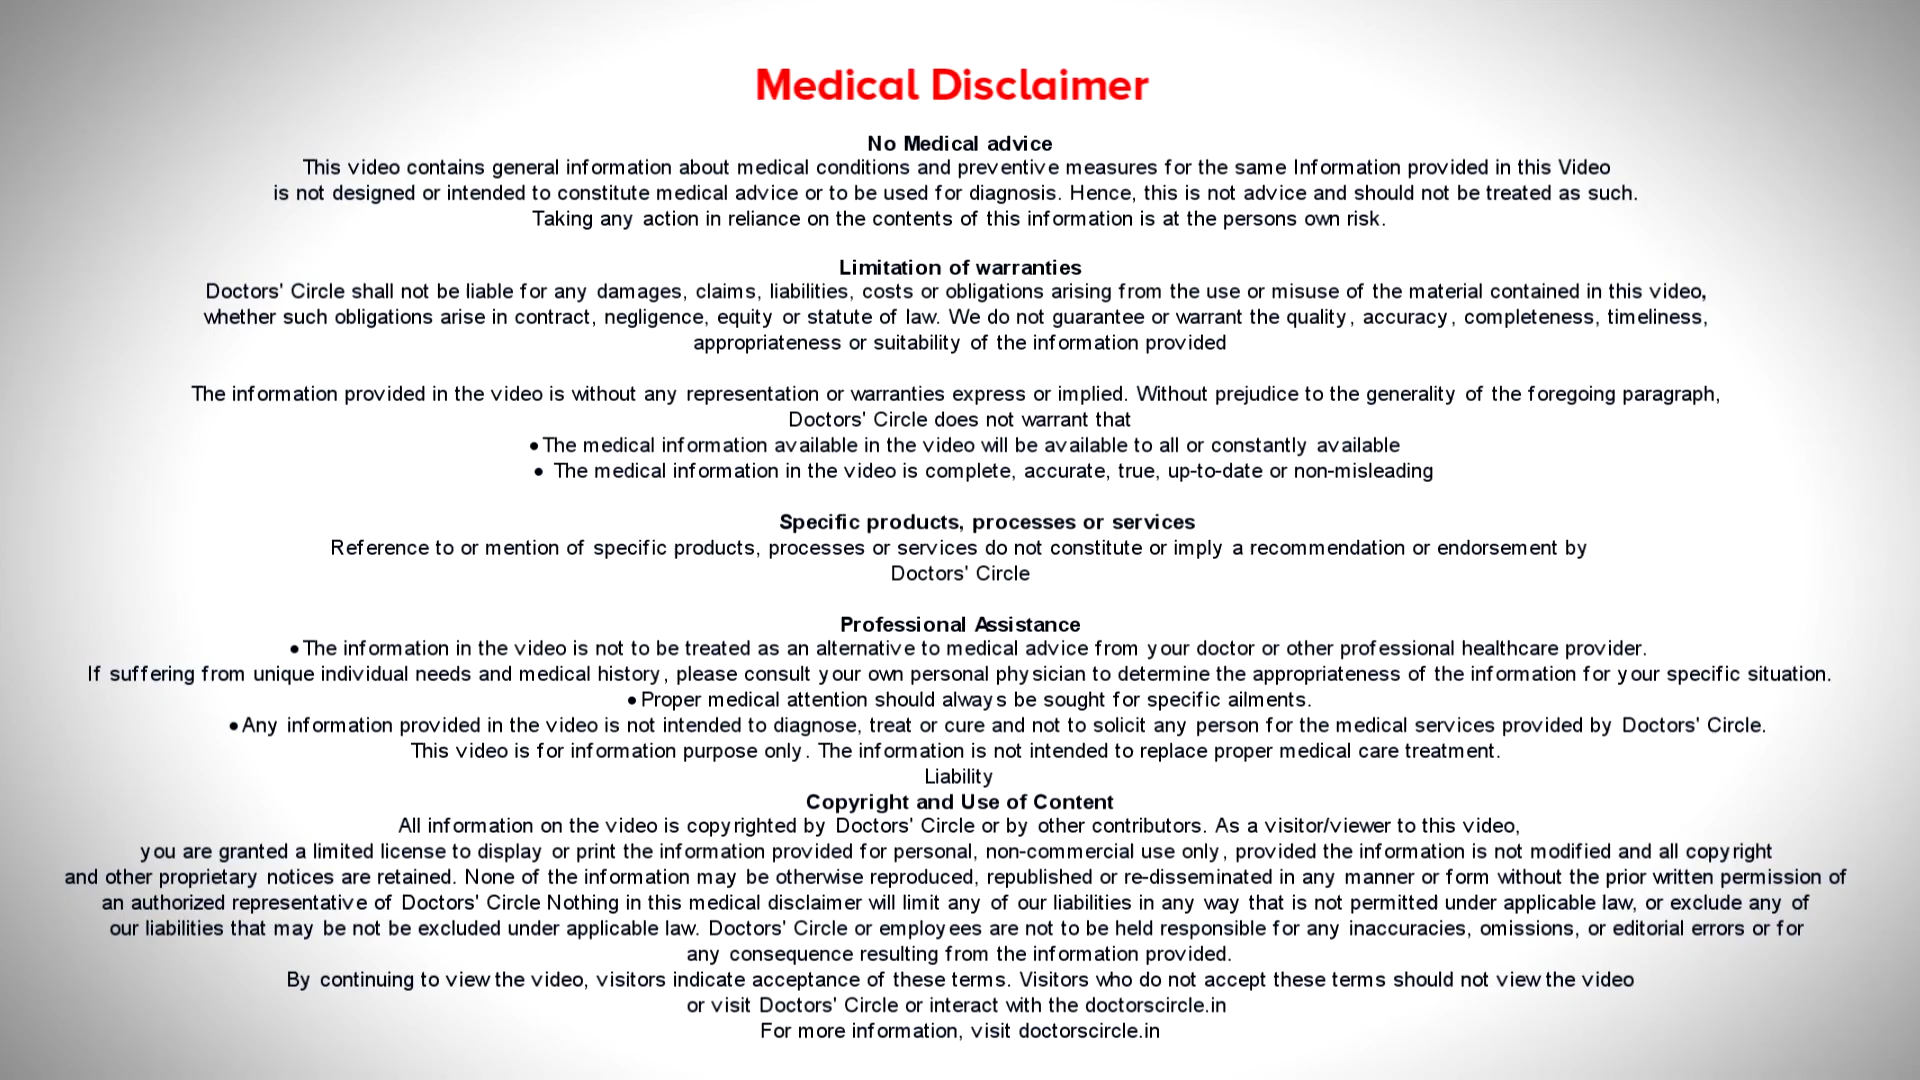 Medical Disclaimer
No Medical advice
This video contains general information about medical conditions and preventive measures for the same Information provided in this Video
is not designed or intended to constitute medical advice or to be used for diagnosis. Hence, this is not advice and should not be treated as such.
Taking any action in reliance on the contents of this information is at the persons own risk.
Limitation of warranties
Doctors' Circle shall not be liable for any damages, claims, liabilities, costs or obligations arising from the use or misuse of the material contained in this video,
whether such obligations arise in contract, negligence, equity or statute of law. We do not guarantee or warrant the quality, accuracy, completeness, timeliness,
appropriateness or suitability of the information provided
The information provided in the video is without any representation or warranties express or implied. Without prejudice to the generality of the foregoing paragraph,
Doctors' Circle does not warrant that
•The medical information available in the video will be available to all or constantly available
• The medical information in the video is complete, accurate, true, up-to-date or non-misleading
Specific products, processes or services
Reference to or mention of specific products, processes or services do not constitute or imply a recommendation or endorsement by
Doctors' Circle
Professional Assistance
•The information in the video is not to be treated as an alternative to medical advice from your doctor or other professional healthcare provider.
If suffering from unique individual needs and medical history, please consult your own personal physician to determine the appropriateness of the information for your specific situation.
•Proper medical attention should always be sought for specific ailments.
•Any information provided in the video is not intended to diagnose, treat or cure and not to solicit any person for the medical services provided by Doctors' Circle.
This video is for information purpose only. The information is not intended to replace proper medical care treatment.
Liability
Copyright and Use of Content
All information on the video is copyrighted by Doctors' Circle or by other contributors. As a visitor/viewer to this video,
you are granted a limited license to display or print the information provided for personal, non-commercial use only, provided the information is not modified and all copyright
and other proprietary notices are retained. None of the information may be otherwise reproduced, republished or re-disseminated in any manner or form without the prior written permission of
an authorized representative of Doctors' Circle Nothing in this medical disclaimer will limit any of our liabilities in any way that is not permitted under applicable law, or exclude any of
our liabilities that may be not be excluded under applicable law. Doctors' Circle or employees are not to be held responsible for any inaccuracies, omissions, or editorial errors or for
any consequence resulting from the information provided.
By continuing to view the video, visitors indicate acceptance of these terms. Visitors who do not accept these terms should not view the video
or visit Doctors' Circle or interact with the doctorscircle.in
For more information, visit doctorscircle.in